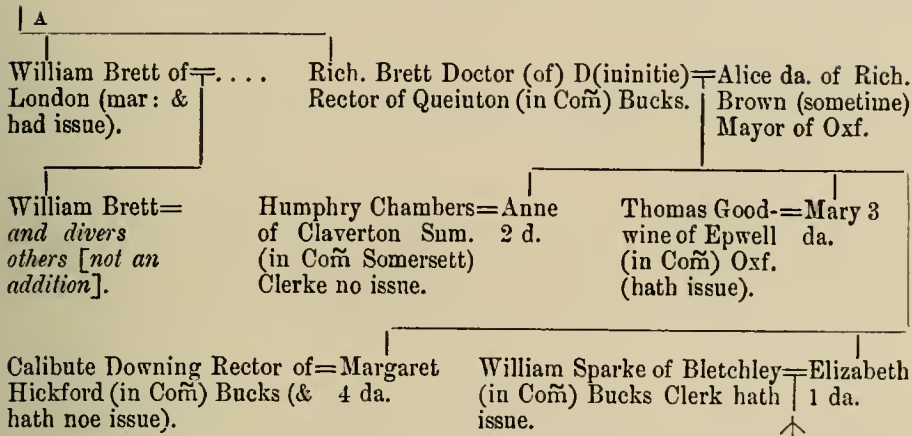 A
William Brett of=....
London (mar: &
had issue).
Rich. Brett Doctor (of) D(ininitie)=Alice da. of Rich.
Rector of Queinton (in Com̃) Bucks. Brown (sometime)
Mayor of Oxf.
William Brett=
and divers
others [not an
addition].
Humphry Chambers=Anne
of Claverton Sum. 2 d.
(in Com̃ Somersett)
Clerke no issue.
Thomas Good-=Mary 3
wine of Epwell da.
(in Com̃) Oxf.
(hath issue).
Calibute Downing Rector of=Margaret
Hickford (in Com̃) Bucks (& 4 da.
hath noe issue).
William Sparke of Bletchley=Elizabeth
(in Com̃) Bucks Clerk hath 1 da.
issue.